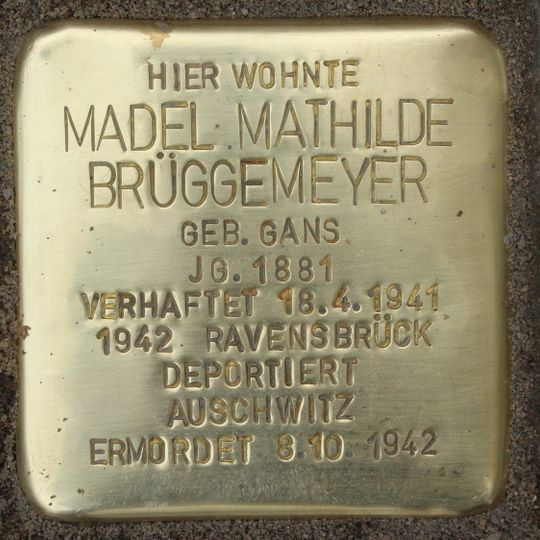 HIER WOHNTE
MADEL MATHILDE
BRÜGGEMEYER
GEB. GANS
JG. 1881
VERHAFTET 18.4.1941
1942 RAVENSBRÜCK
DEPORTIERT
AUSCHWITZ
ERMORDET 8.10.1942